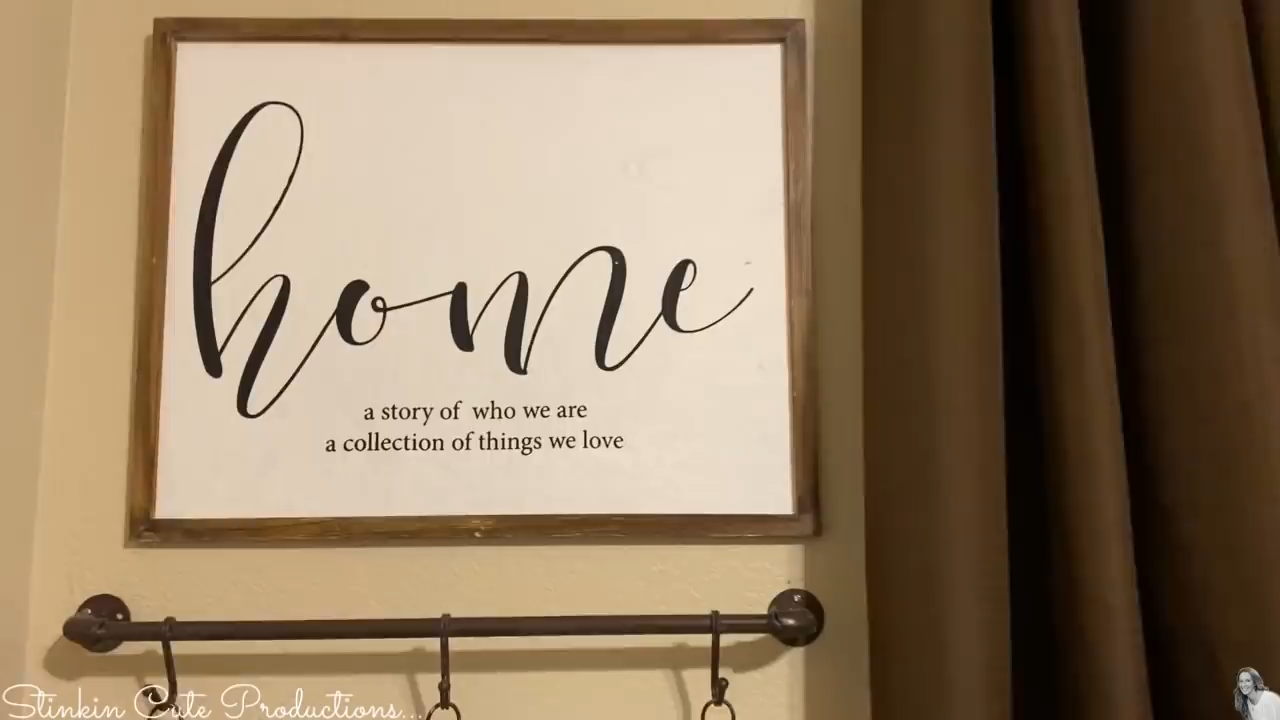 home
a story of who we are
a collection of things we love
Stinkin Cute Productions...